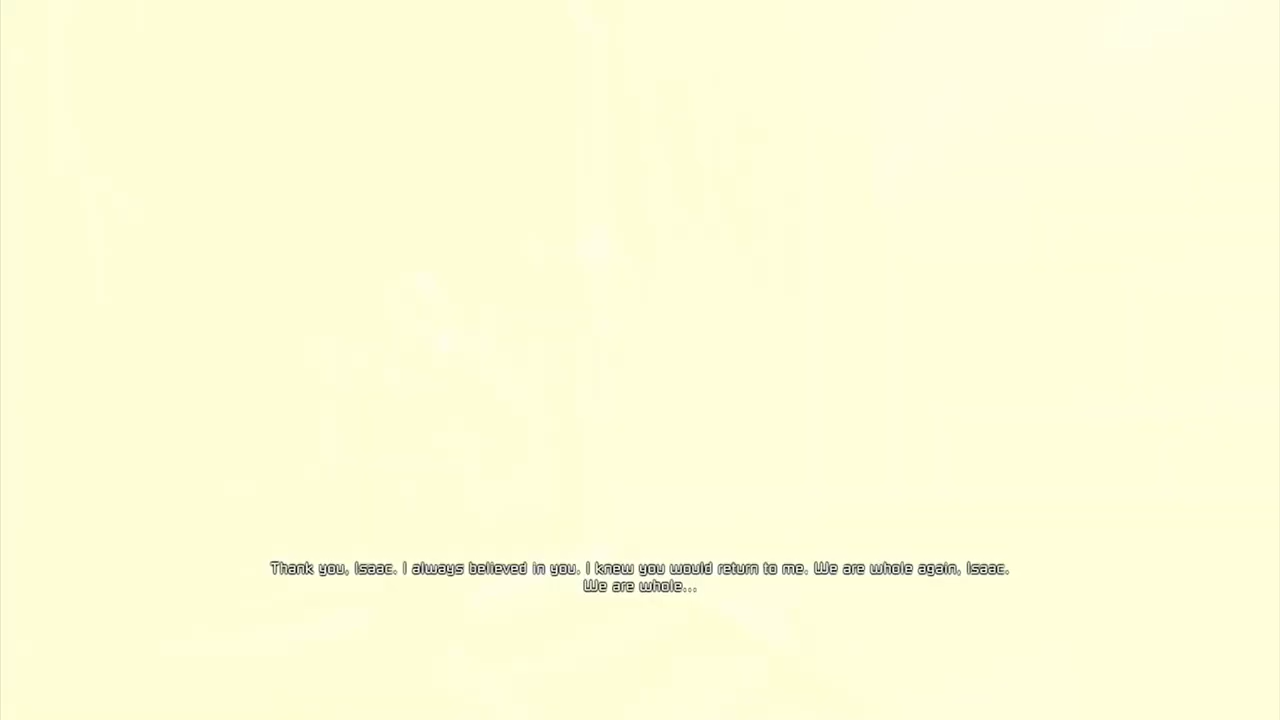 Thank you, Isaac. I always believed in you. I knew you would return to me. We are whole again, Isaac.
We are whole...